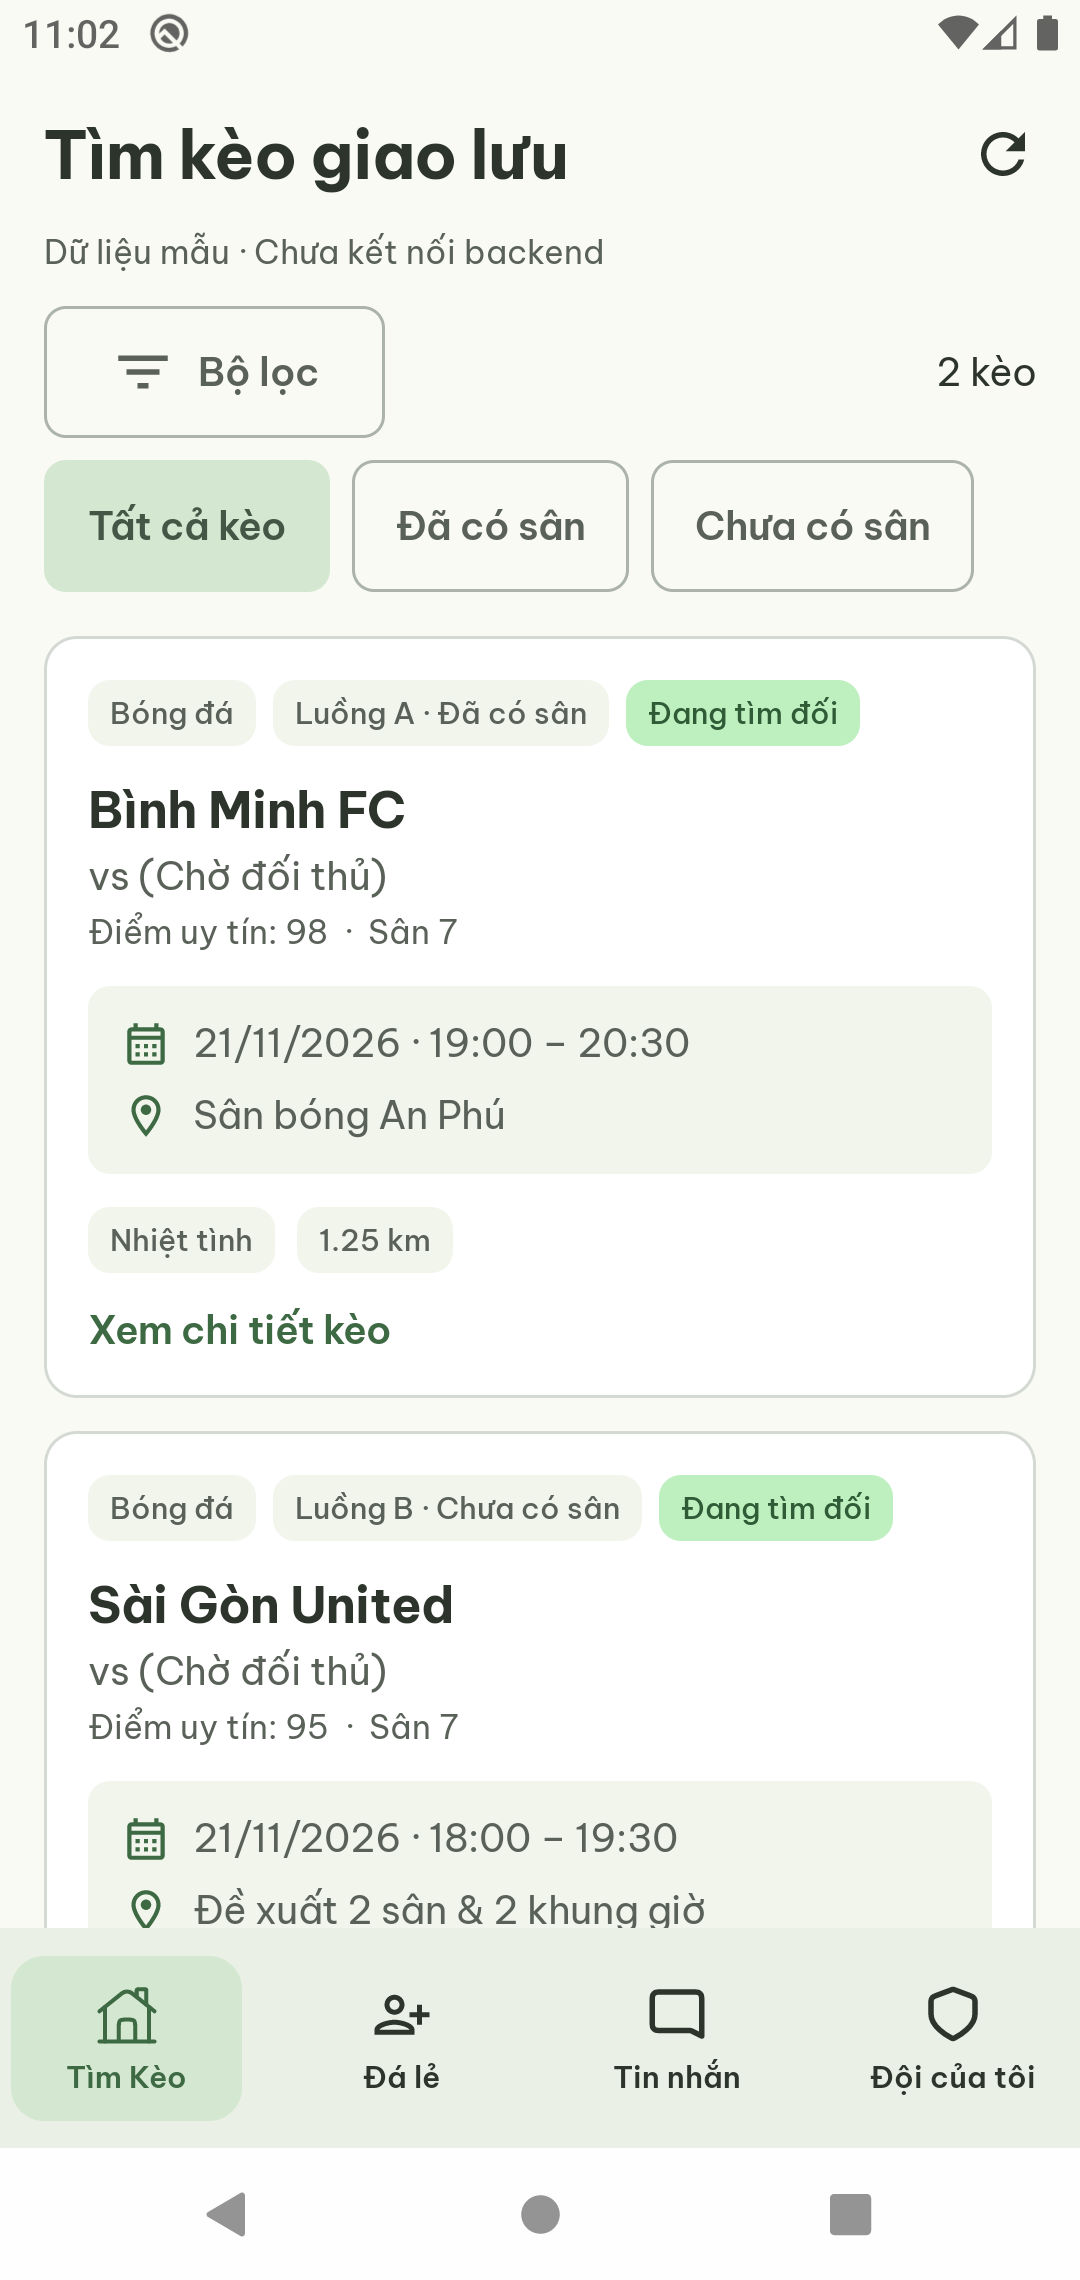 11:02
Tìm kèo giao lưu
Dữ liệu mẫu · Chưa kết nối backend
Bộ lọc
2 kèo
Tất cả kèo
Đã có sân
Chưa có sân
Bóng đá
Luồng A · Đã có sân
Đang tìm đối
Bình Minh FC
vs (Chờ đối thủ)
Điểm uy tín: 98 · Sân 7
21/11/2026 · 19:00 – 20:30
Sân bóng An Phú
Nhiệt tình
1.25 km
Xem chi tiết kèo
Bóng đá
Luồng B · Chưa có sân
Đang tìm đối
Sài Gòn United
vs (Chờ đối thủ)
Điểm uy tín: 95 · Sân 7
21/11/2026 · 18:00 – 19:30
Đề xuất 2 sân & 2 khung giờ
Tìm Kèo
Đá lẻ
Tin nhắn
Đội của tôi